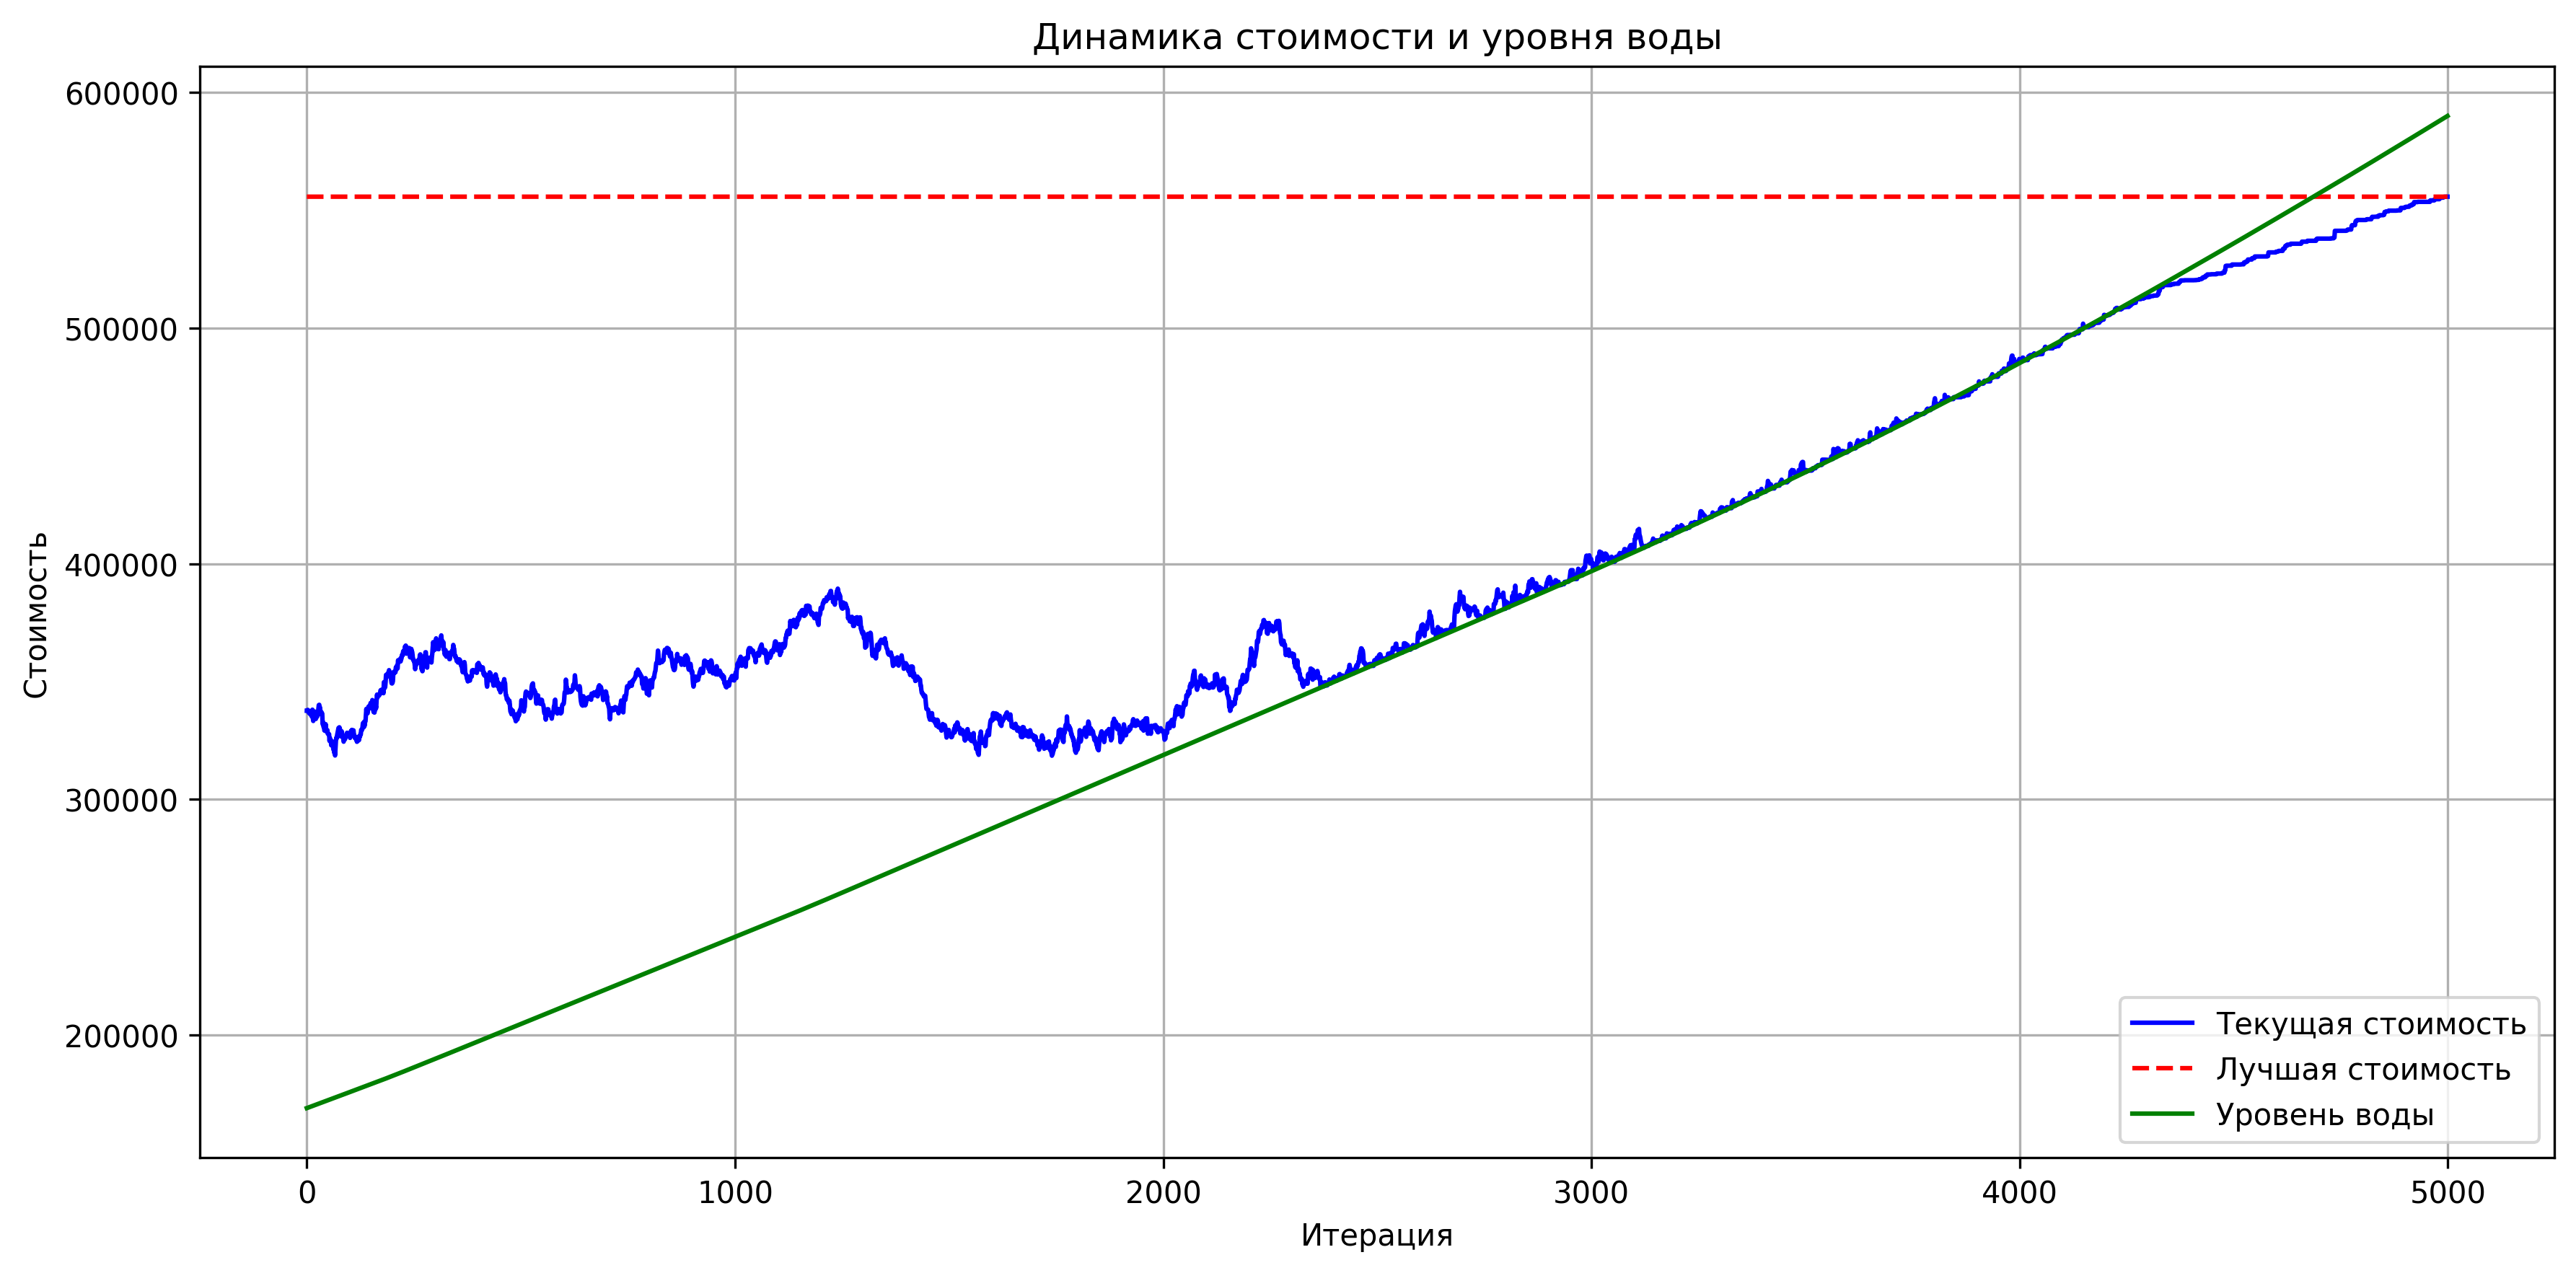 Динамика стоимости и уровня воды
600000
500000
400000
300000
200000
Стоимость
0
1000
2000
3000
4000
5000
Итерация
Текущая стоимость
Лучшая стоимость
Уровень воды